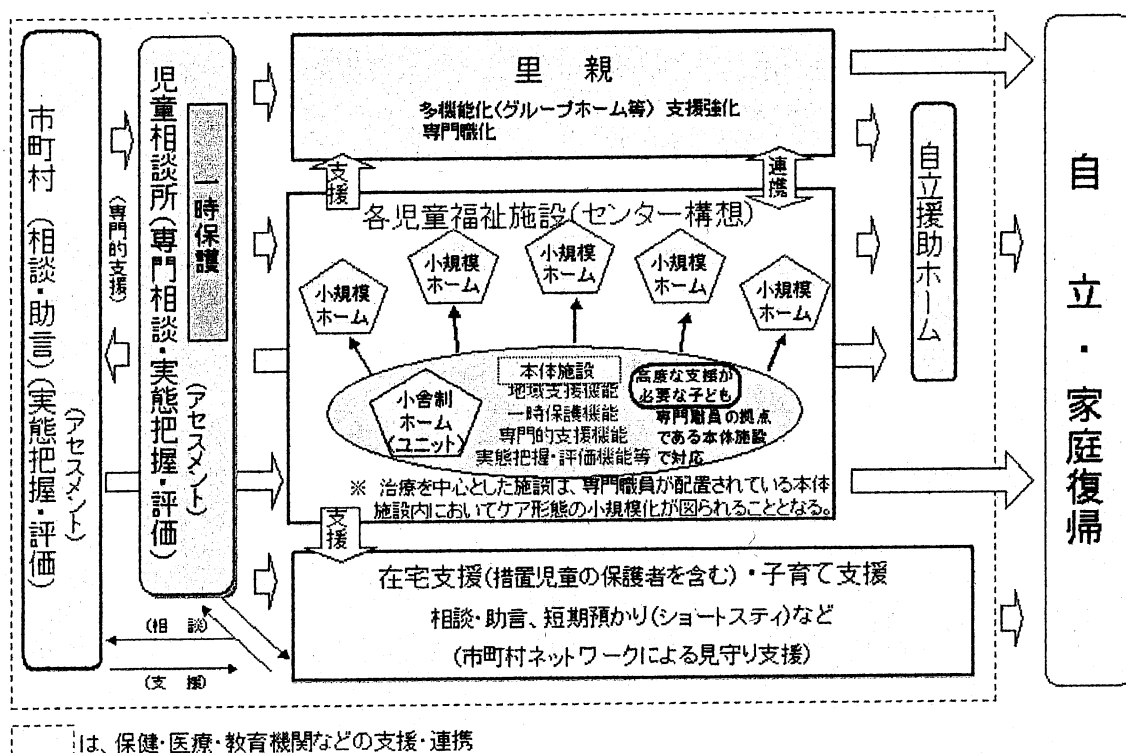 市町村（相談・助言）（実態把握・評価）
（アセスメント）
（専門的支援）
児童相談所（専門相談・実態把握・評価）
（アセスメント）
一時保護
里　親
多機能化（グループホーム等） 支援強化
専門職化
支援
連携
各児童福祉施設（センター構想）
小規模
ホーム
小規模
ホーム
小規模
ホーム
小規模
ホーム
小規模
ホーム
小舎制
ホーム
（ユニット）
本体施設
地域支援機能
一時保護機能
専門的支援機能
実態把握・評価機能等
高度な支援が
必要な子ども
専門職員の拠点
である本体施設
で対応
※ 治療を中心とした施設は、専門職員が配置されている本体
施設内においてケア形態の小規模化が図られることとなる。
支援
在宅支援（措置児童の保護者を含む）・子育て支援
相談・助言、短期預かり（ショートスティ）など
（市町村ネットワークによる見守り支援）
（相　談）
（支　援）
自立援助ホーム
自　立・家庭復帰
は、保健・医療・教育機関などの支援・連携